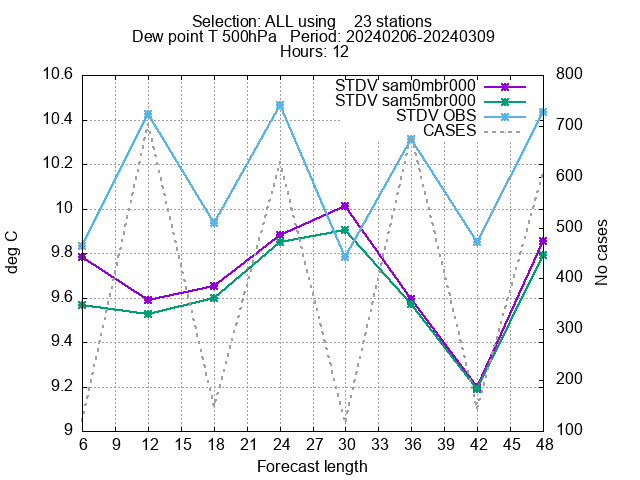 Selection: ALL using    23 stations
Dew point T 500hPa   Period: 20240206-20240309
Hours: 12
STDV sam0mbr000
STDV sam5mbr000
STDV OBS
CASES
10.6
10.4
10.2
10
9.8
9.6
9.4
9.2
9
deg C
800
700
600
500
400
300
200
100
No cases
6 9 12 15 18 21 24 27 30 33 36 39 42 45 48
Forecast length